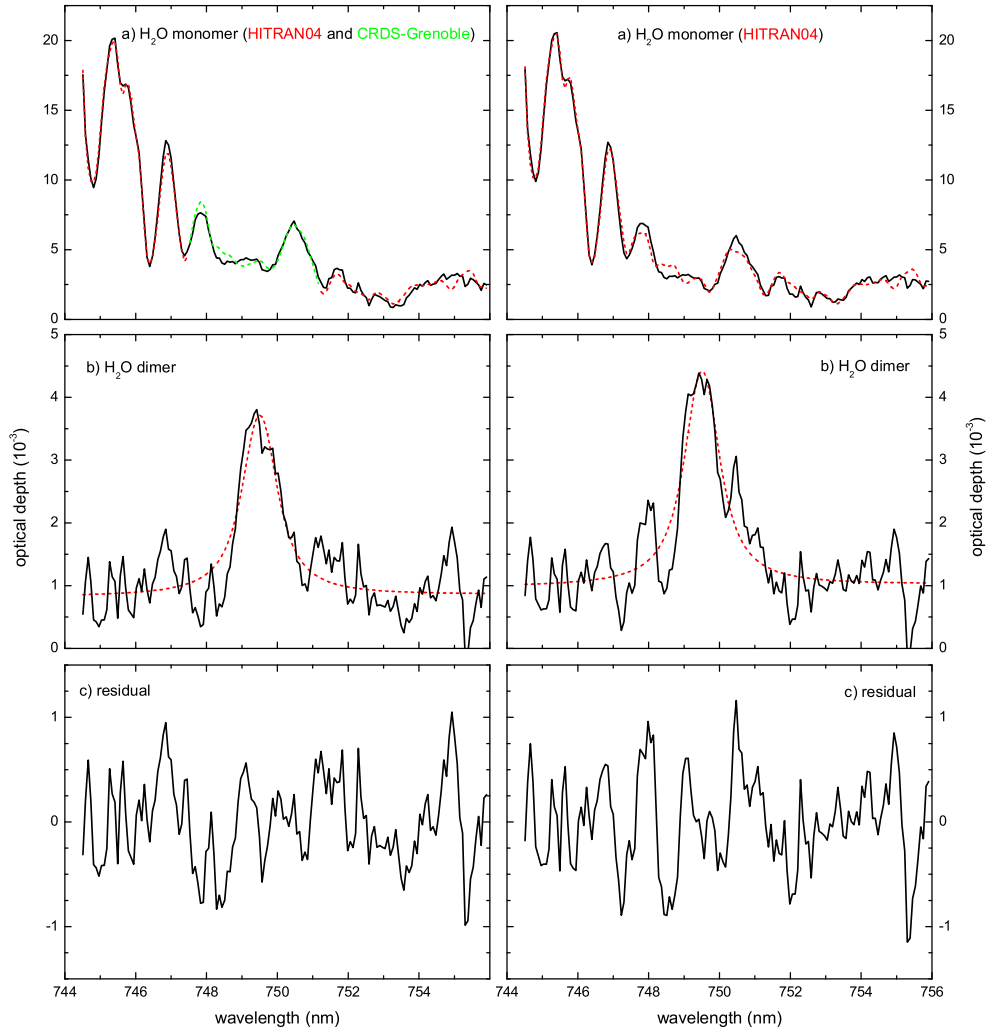 a) H2O monomer (HITRAN04 and CRDS-Grenoble)
20
15
10
5
0
a) H2O monomer (HITRAN04)
20
15
10
5
0
b) H2O dimer
5
4
3
2
1
0
optical depth (10-3)
b) H2O dimer
5
4
3
2
1
0
optical depth (10-3)
c) residual
1
0
-1
c) residual
1
0
-1
744 746 748 750 752 754
744 746 748 750 752 754 756
wavelength (nm)
wavelength (nm)